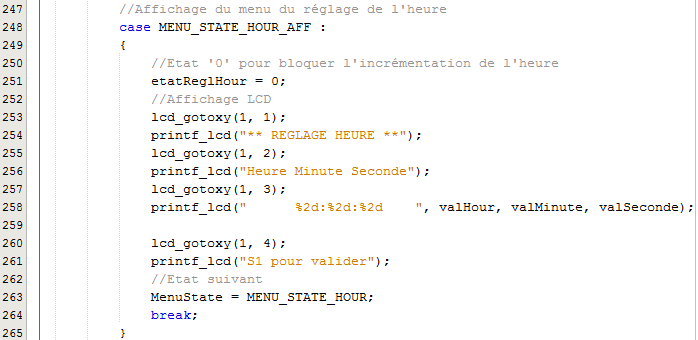 247 //Affichage du menu du réglage de l'heure
248 case MENU_STATE_HOUR_AFF :
249 {
250 //Etat '0' pour bloquer l'incrémentation de l'heure
251 etatReglHour = 0;
252 //Affichage LCD
253 lcd_gotoxy(1, 1);
254 printf_lcd("** REGLAGE HEURE **");
255 lcd_gotoxy(1, 2);
256 printf_lcd("Heure Minute Seconde");
257 lcd_gotoxy(1, 3);
258 printf_lcd("      %2d:%2d:%2d    ", valHour, valMinute, valSeconde);
259
260 lcd_gotoxy(1, 4);
261 printf_lcd("S1 pour valider");
262 //Etat suivant
263 MenuState = MENU_STATE_HOUR;
264 break;
265 }